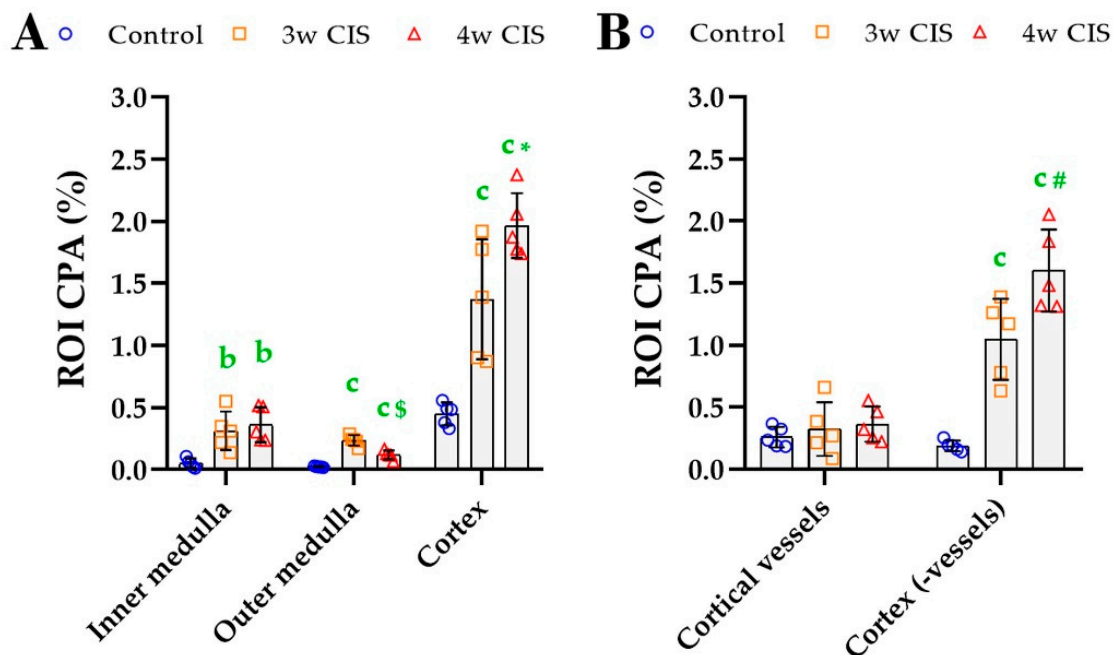 A Control 3w CIS 4w CIS
ROI CPA (%)
3.0
2.5
2.0
1.5
1.0
0.5
0.0
b b
c
c $
c
c *
Inner medulla
Outer medulla
Cortex
B Control 3w CIS 4w CIS
ROI CPA (%)
3.0
2.5
2.0
1.5
1.0
0.5
0.0
c
c #
Cortical vessels
Cortex (-vessels)